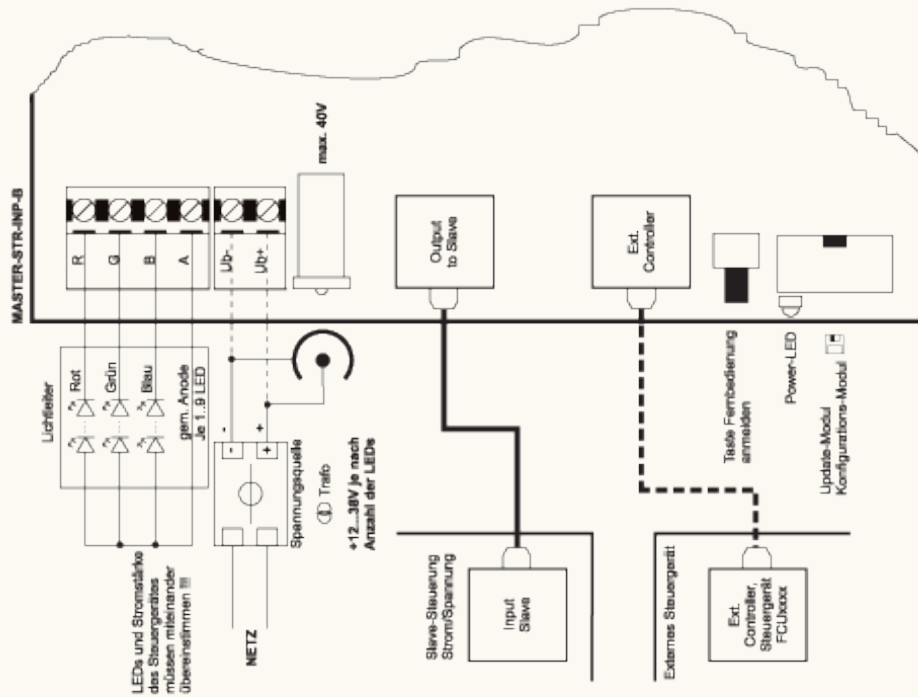 MASTER-STR-INP-B
R
G
B
A
Ub-
Ub+
max. 40V
Lichtleiter
Rot
Grün
Blau
gem. Anode
Je 1..9 LED
LEDs und Stromstärke
des Steuergerätes
müssen miteinander
übereinstimmen !!!
-
+
-
+
Spannungsquelle
Trafo
+12...38V je nach
Anzahl der LEDs
NETZ
Output
to Slave
Ext.
Controller
Slave-Steuerung
Strom/Spannung
Input
Slave
Externes Steuergerät
Ext.
Controller,
Steuergerät
FCUxxxx
Taste Fernbedienung
anmelden
Power-LED
Update-Modul
Konfigurations-Modul